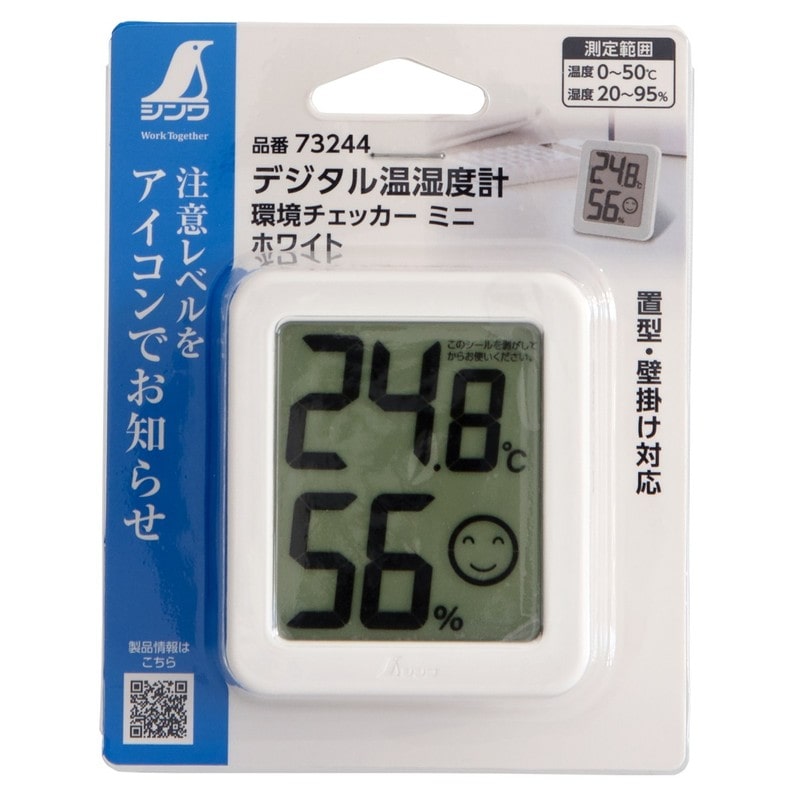 シンワ
Work Together
注意レベルを
アイコンでお知らせ
製品情報は
こちら
測定範囲
温度 0～50℃
湿度 20～95%
品番 73244
デジタル温湿度計
環境チェッカー ミニ
ホワイト
24.8℃
56%
置型・壁掛け対応
このシールを剥がして
からお使いください。
24.8℃
56%
シンワ